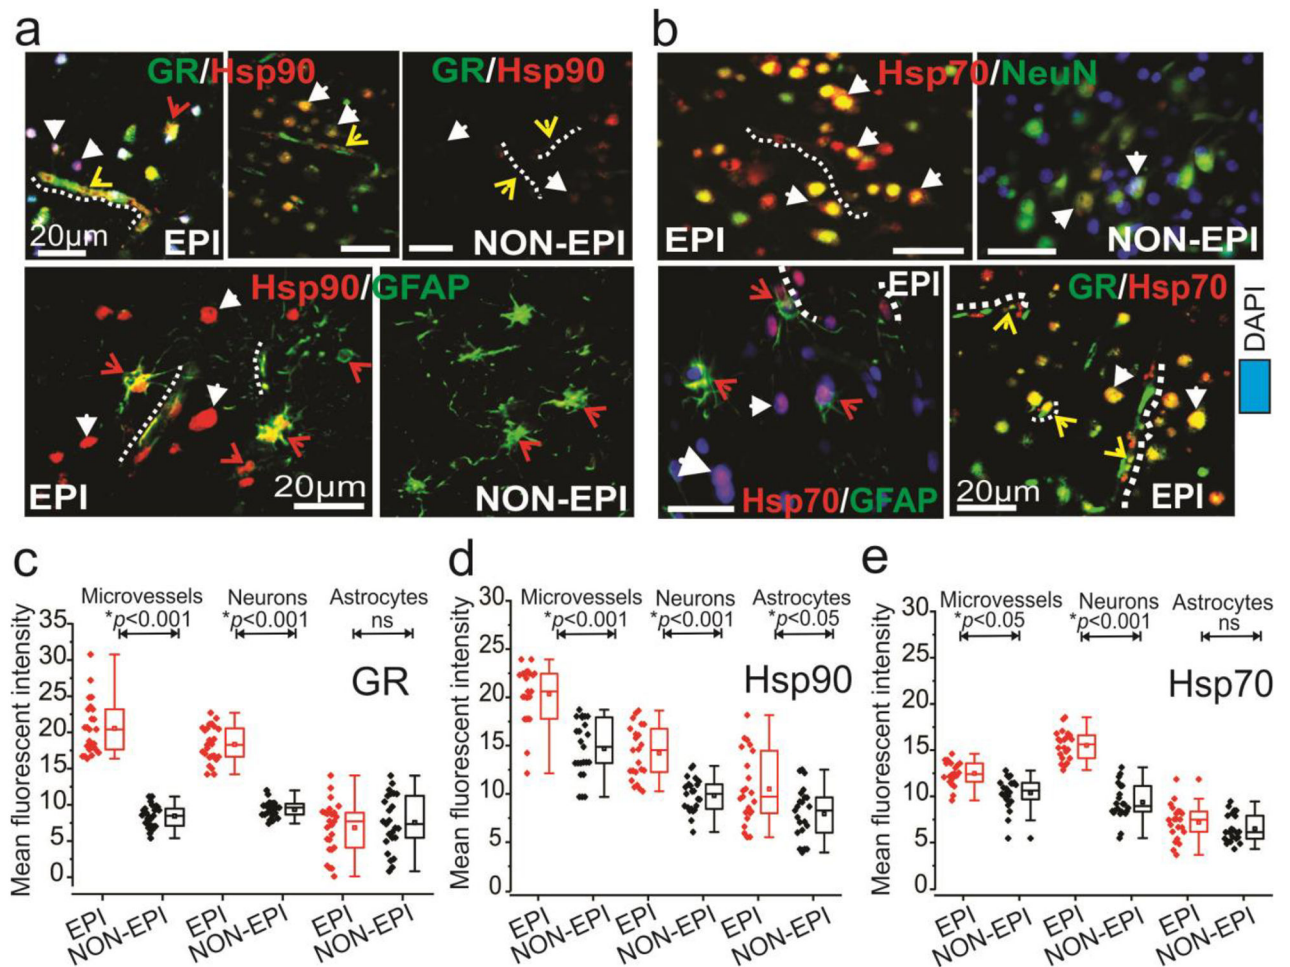 a
GR/Hsp90
GR/Hsp90
20µm
EPI
NON-EPI
Hsp90/GFAP
EPI
20µm
NON-EPI
b
Hsp70/NeuN
EPI
NON-EPI
EPI
Hsp70/GFAP
GR/Hsp70
20µm
EPI
DAPI
c
Microvessels
*p<0.001
Neurons
*p<0.001
Astrocytes
ns
GR
Mean fluorescent intensity
35
30
25
20
15
10
5
0
EPI
NON-EPI
EPI
NON-EPI
EPI
NON-EPI
d
Microvessels
*p<0.001
Neurons
*p<0.001
Astrocytes
*p<0.05
Hsp90
Mean fluorescent intensity
30
25
20
15
10
5
0
EPI
NON-EPI
EPI
NON-EPI
EPI
NON-EPI
e
Microvessels
*p<0.05
Neurons
*p<0.001
Astrocytes
ns
Hsp70
Mean fluorescent intensity
30
25
20
15
10
5
0
EPI
NON-EPI
EPI
NON-EPI
EPI
NON-EPI